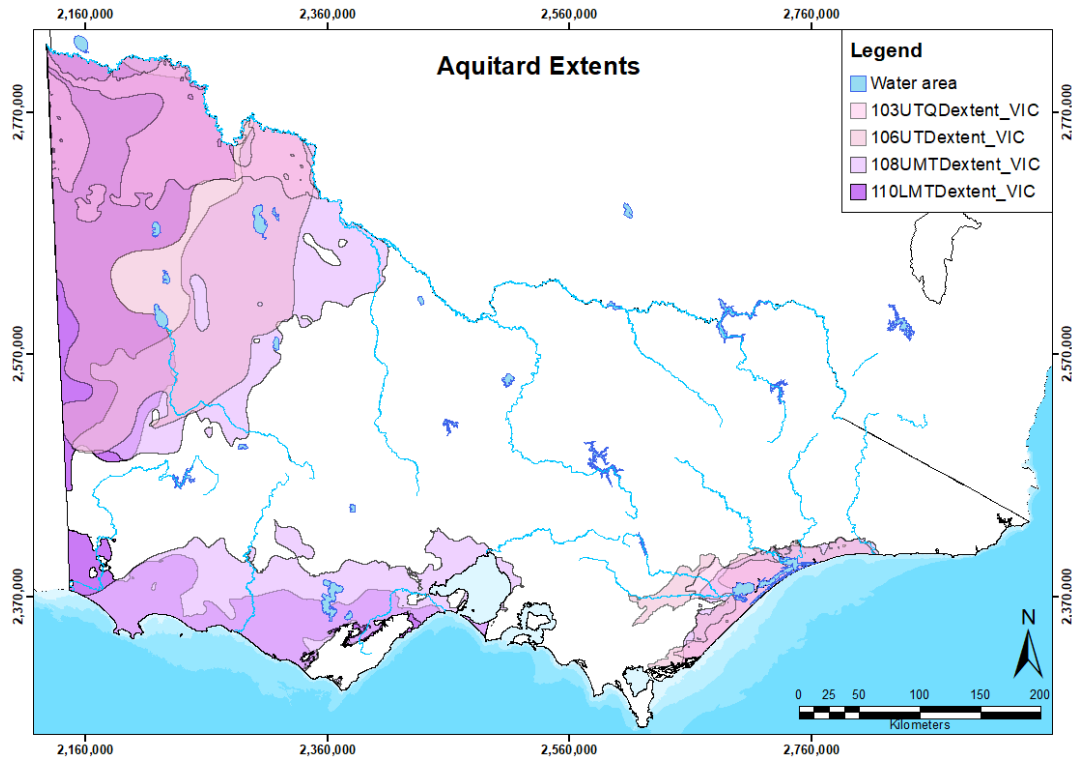 2,160,000
2,360,000
2,560,000
2,760,000
Aquitard Extents
Legend
Water area
103UTQDextent_VIC
106UTDextent_VIC
108UMTDextent_VIC
110LMTDextent_VIC
2,770,000
2,770,000
2,570,000
2,570,000
2,370,000
2,370,000
N
0 25 50 100 150 200
Kilometers
2,160,000
2,360,000
2,560,000
2,760,000